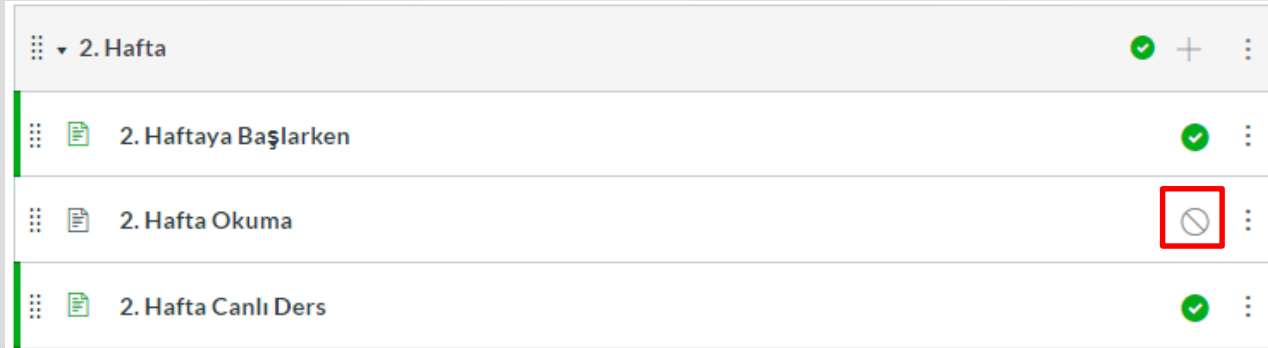 2. Hafta
2. Haftaya Başlarken
2. Hafta Okuma
2. Hafta Canlı Ders